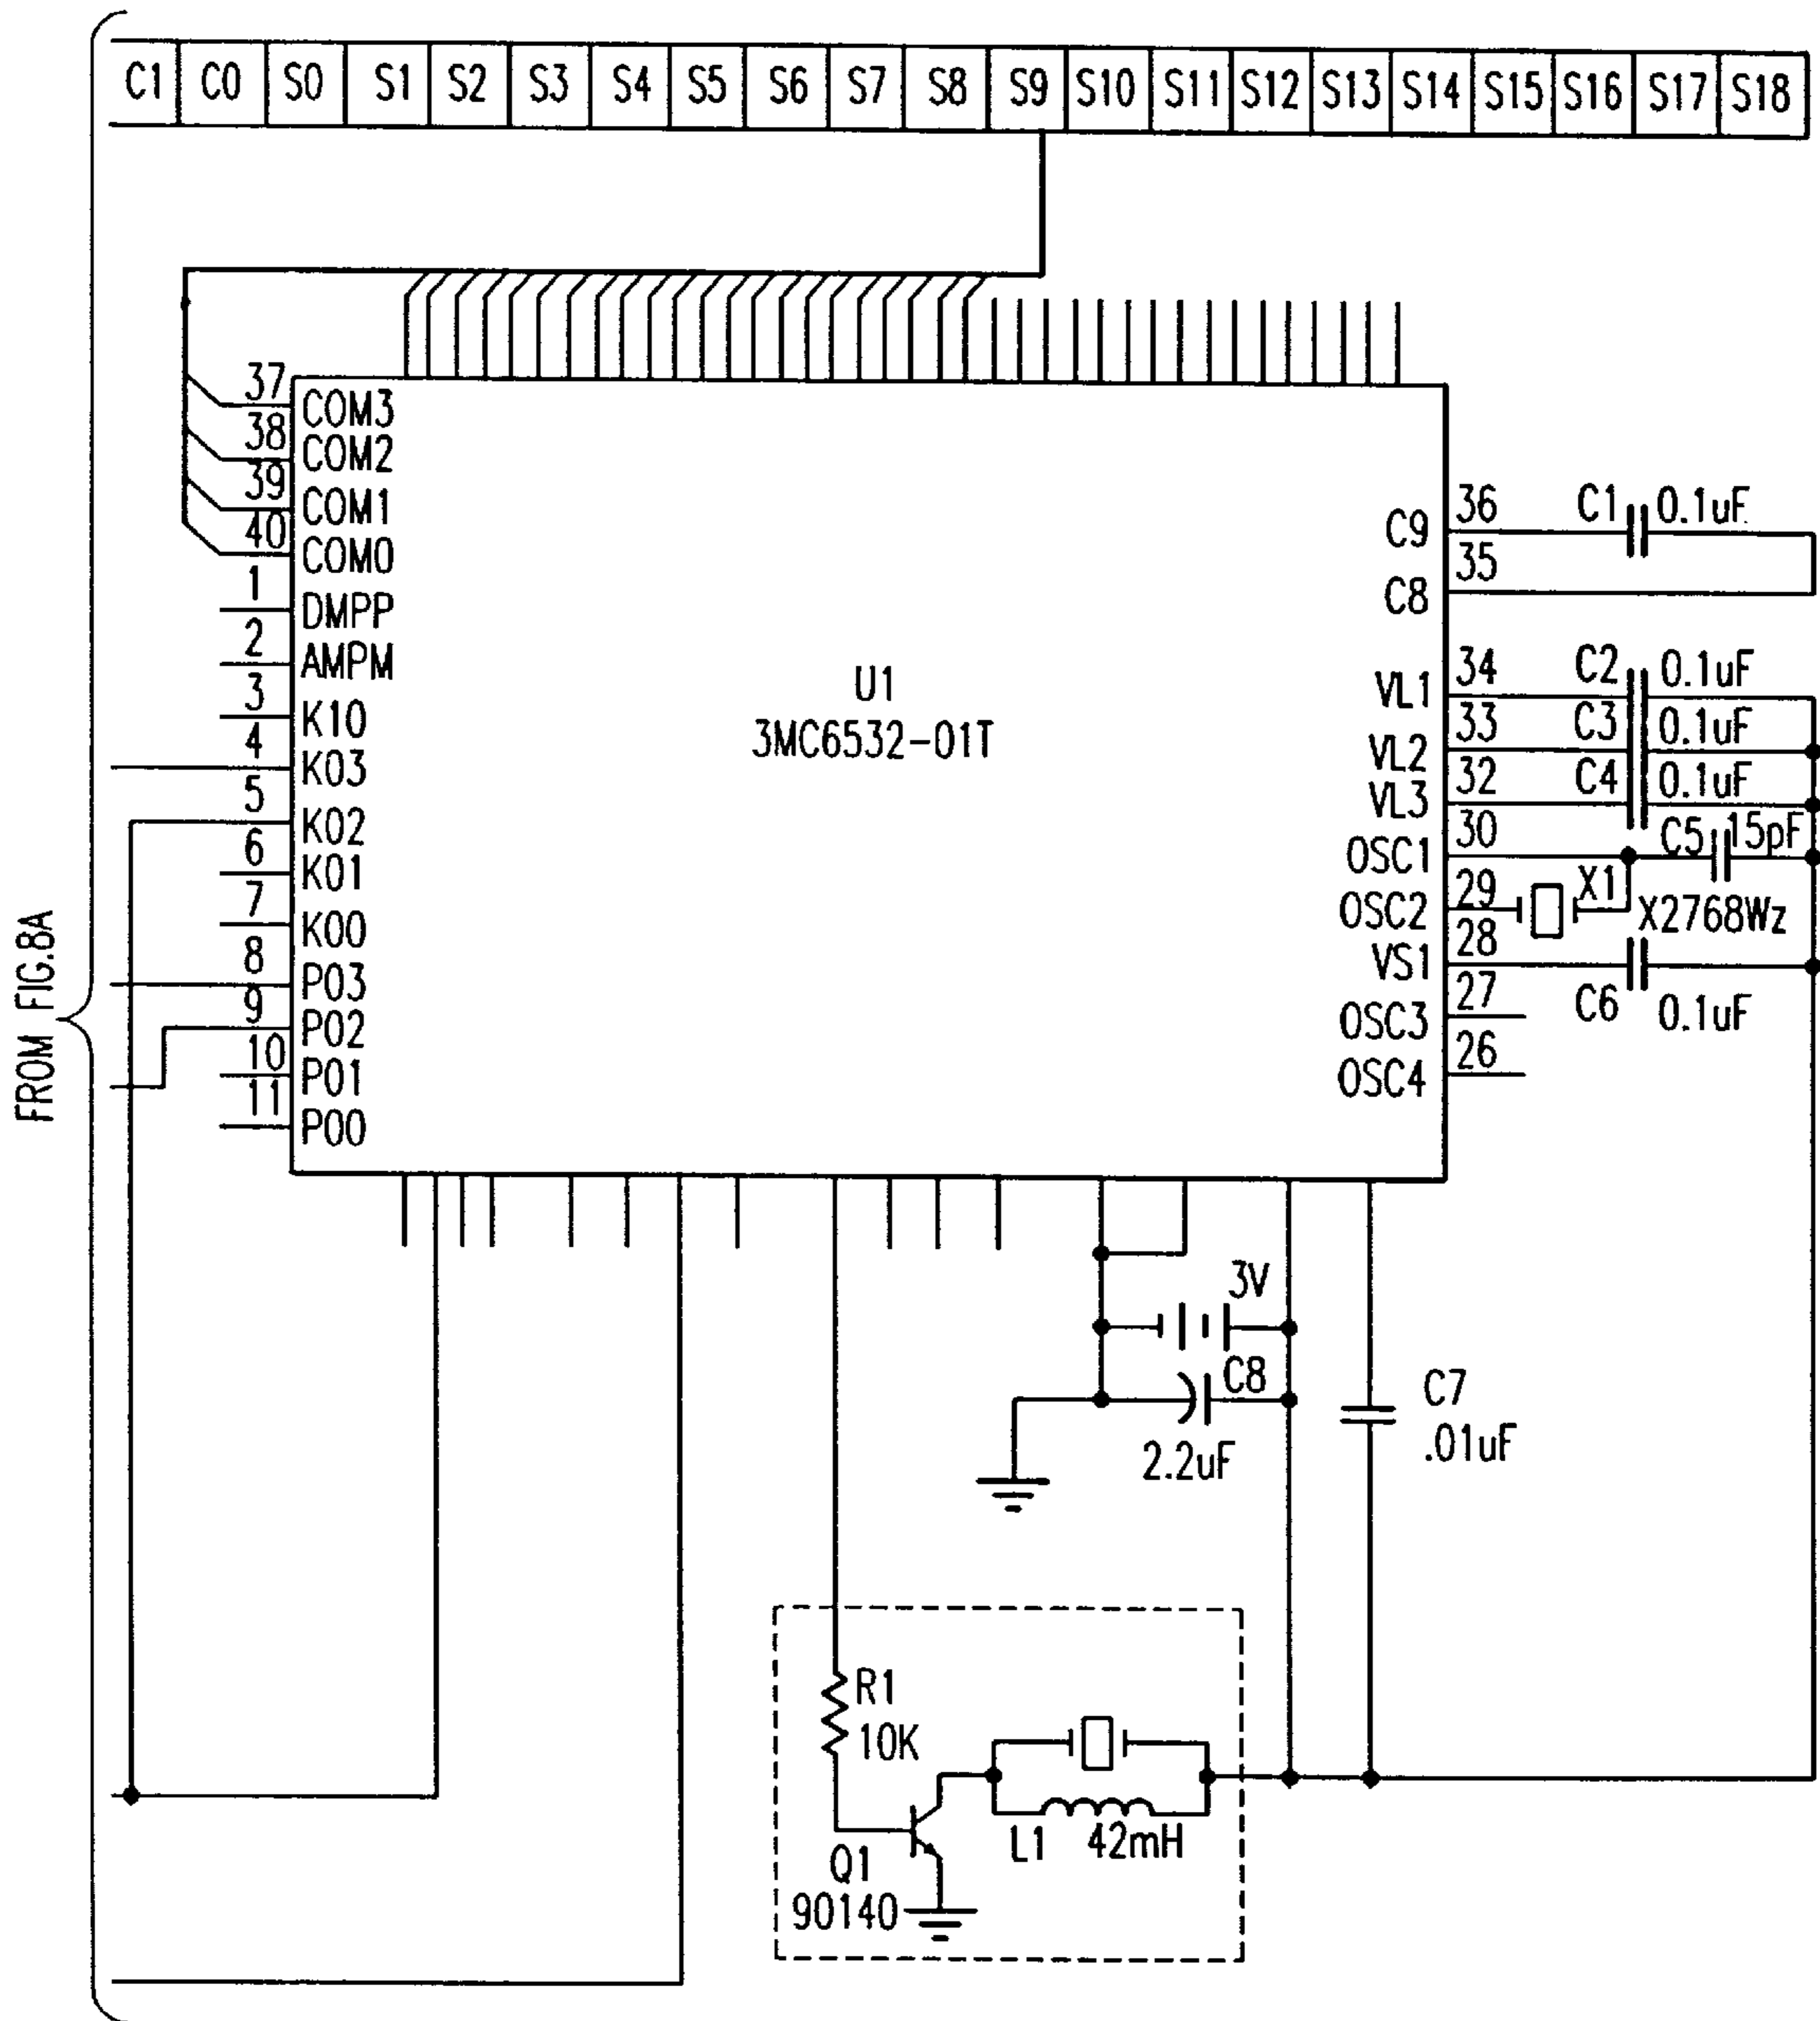 C1 C0 S0 S1 S2 S3 S4 S5 S6 S7 S8 S9 S10 S11 S12 S13 S14 S15 S16 S17 S18
FROM FIG.8A
37 COM3
38 COM2
39 COM1
40 COM0
1 DMPP
2 AMPM
3 K10
4 K03
5 K02
6 K01
7 K00
8 P03
9 P02
10 P01
11 P00
U1
3MC6532-01T
C9 36 C1 0.1uF
C8 35
VL1 34 C2 0.1uF
VL2 33 C3 0.1uF
VL3 32 C4 0.1uF
OSC1 30 C5 15pF
OSC2 29 X1
X2768Wz
VS1 28 C6 0.1uF
OSC3 27
OSC4 26
3V
C8
2.2uF
C7
.01uF
R1
10K
Q1
90140
L1 42mH